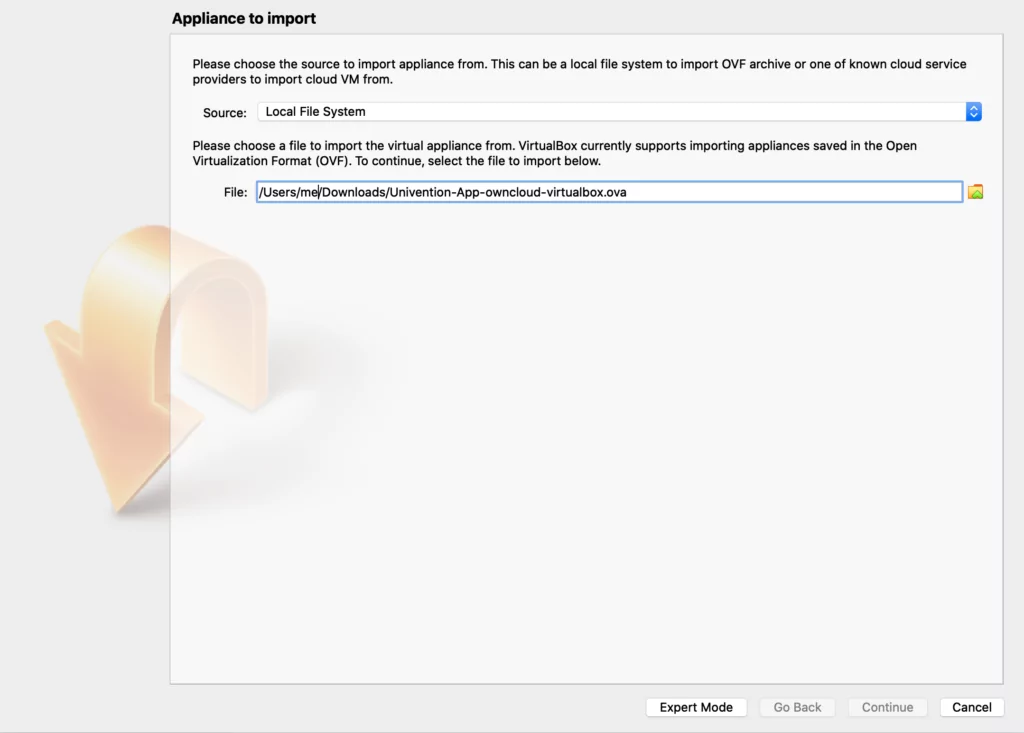 Appliance to import
Please choose the source to import appliance from. This can be a local file system to import OVF archive or one of known cloud service
providers to import cloud VM from.
Source: Local File System
Please choose a file to import the virtual appliance from. VirtualBox currently supports importing appliances saved in the Open
Virtualization Format (OVF). To continue, select the file to import below.
File: /Users/me/Downloads/Univention-App-owncloud-virtualbox.ova
Expert Mode Go Back Continue Cancel